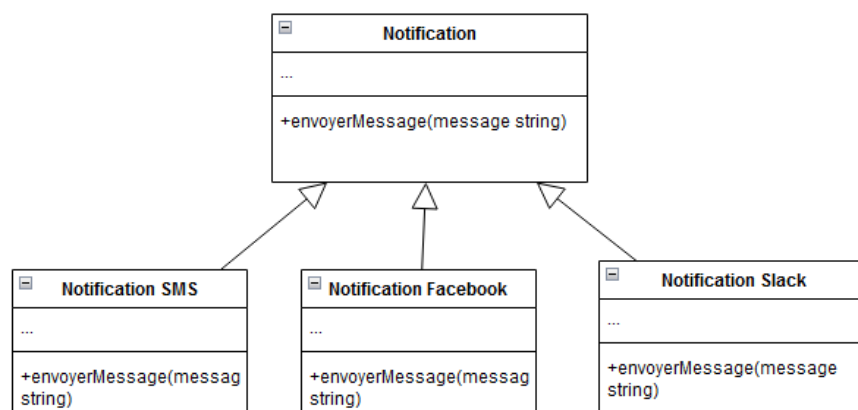 Notification
...
+envoyerMessage(message string)
Notification SMS
...
+envoyerMessage(messag
string)
Notification Facebook
...
+envoyerMessage(messag
string)
Notification Slack
...
+envoyerMessage(message
string)